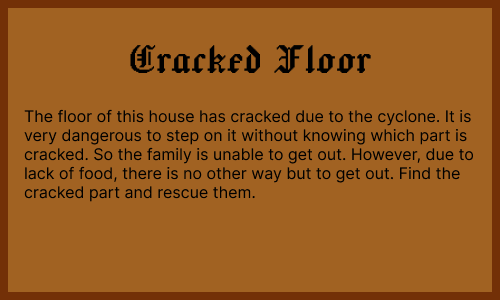 Cracked Floor
The floor of this house has cracked due to the cyclone. It is
very dangerous to step on it without knowing which part is
cracked. So the family is unable to get out. However, due to
lack of food, there is no other way but to get out. Find the
cracked part and rescue them.